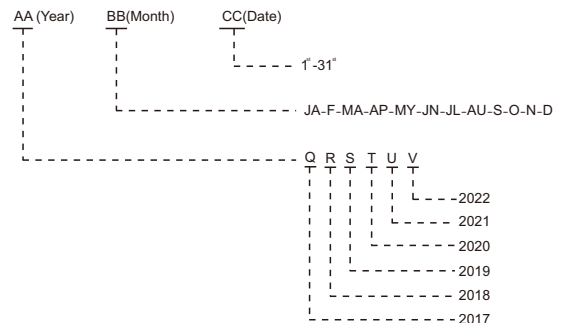 AA (Year) BB(Month) CC(Date)
1st-31st
JA-F-MA-AP-MY-JN-JL-AU-S-O-N-D
Q R S T U V
2022
2021
2020
2019
2018
2017